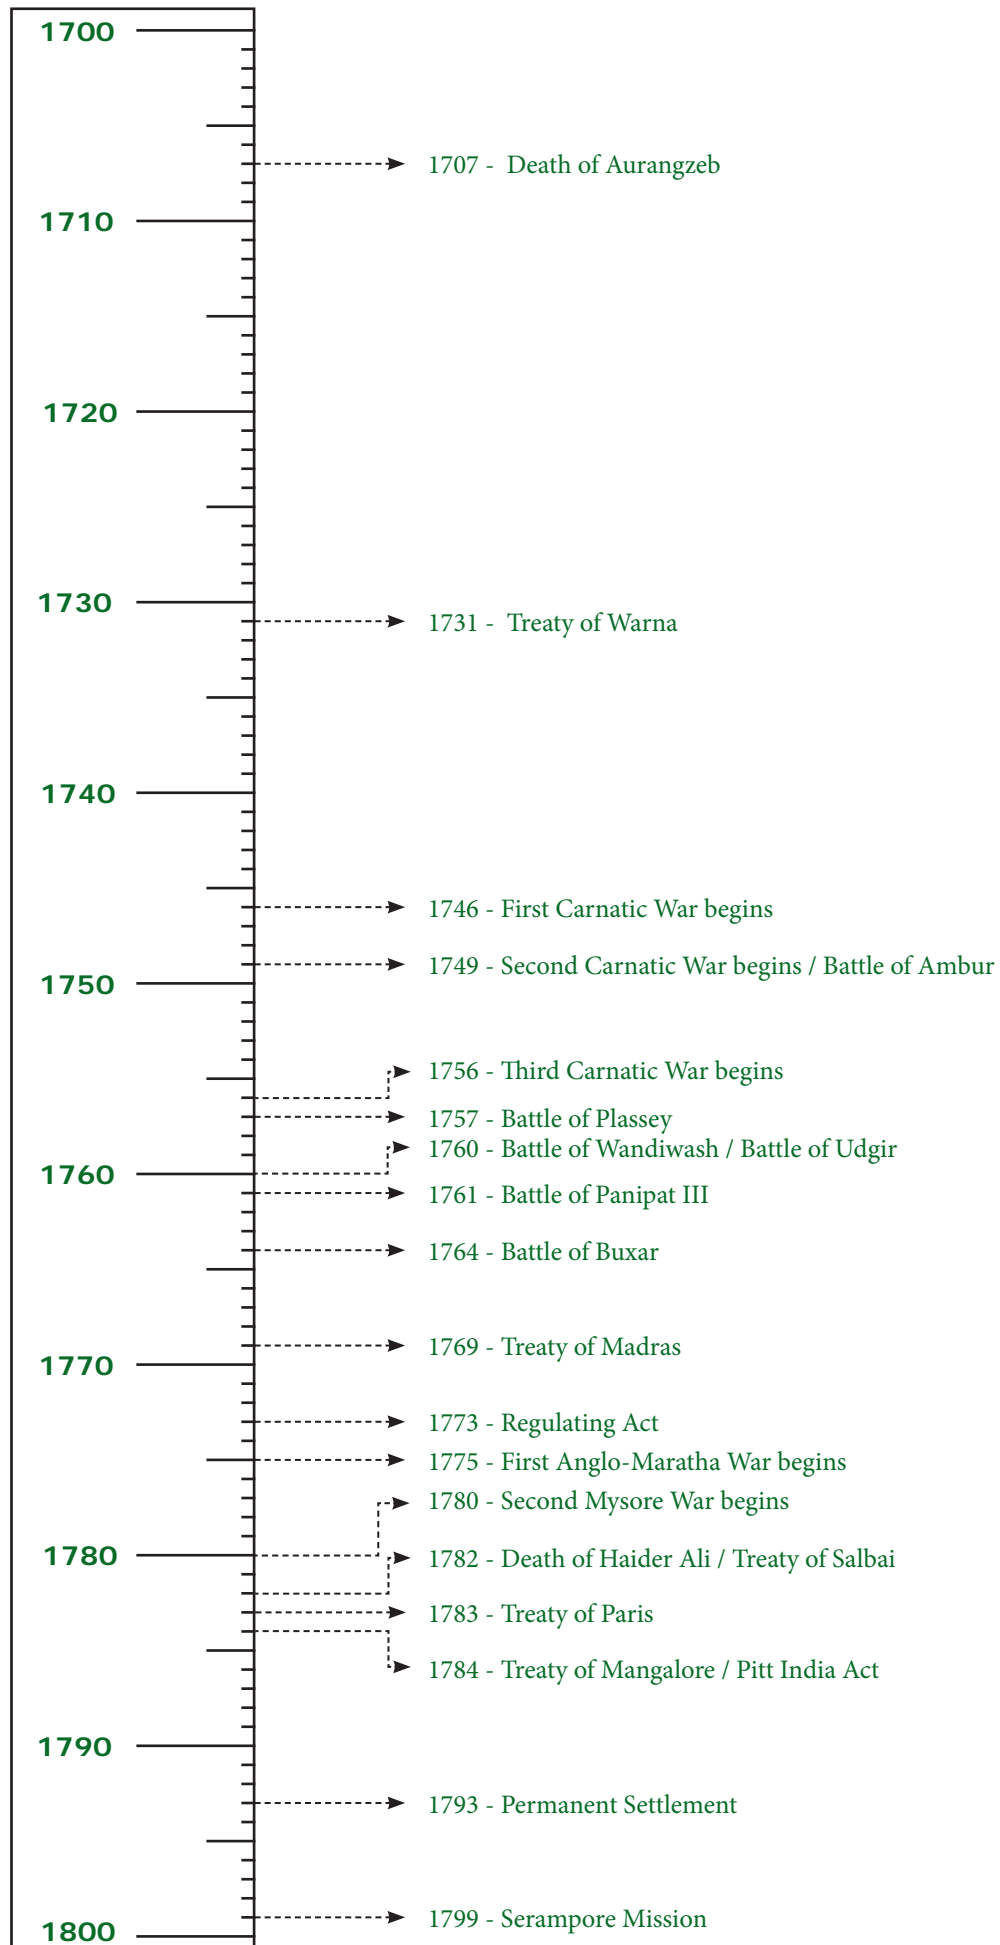 1700
1707 - Death of Aurangzeb
1710
1720
1730
1731 - Treaty of Warna
1740
1746 - First Carnatic War begins
1749 - Second Carnatic War begins / Battle of Ambur
1750
1756 - Third Carnatic War begins
1757 - Battle of Plassey
1760 - Battle of Wandiwash / Battle of Udgir
1760
1761 - Battle of Panipat III
1764 - Battle of Buxar
1769 - Treaty of Madras
1770
1773 - Regulating Act
1775 - First Anglo-Maratha War begins
1780 - Second Mysore War begins
1780
1782 - Death of Haider Ali / Treaty of Salbai
1783 - Treaty of Paris
1784 - Treaty of Mangalore / Pitt India Act
1790
1793 - Permanent Settlement
1799 - Serampore Mission
1800